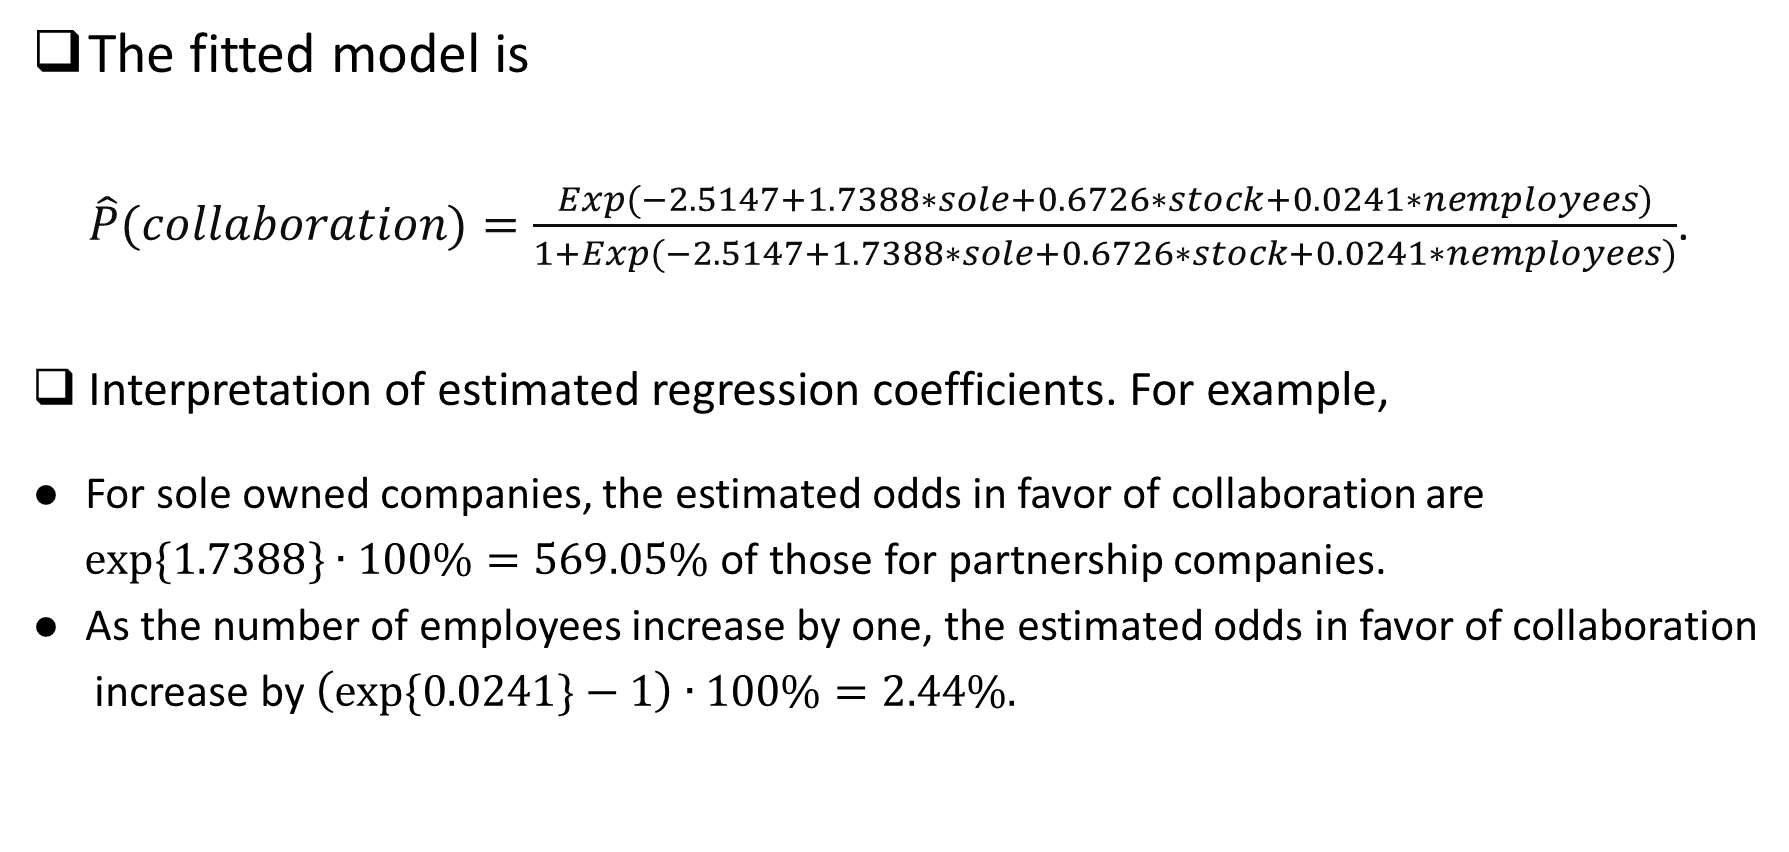 ❑ The fitted model is
P̂(collaboration) = Exp(−2.5147+1.7388∗sole+0.6726∗stock+0.0241∗nemployees)
1+Exp(−2.5147+1.7388∗sole+0.6726∗stock+0.0241∗nemployees).
❑ Interpretation of estimated regression coefficients. For example,
● For sole owned companies, the estimated odds in favor of collaboration are
exp{1.7388} · 100% = 569.05% of those for partnership companies.
● As the number of employees increase by one, the estimated odds in favor of collaboration
increase by (exp{0.0241} − 1) · 100% = 2.44%.